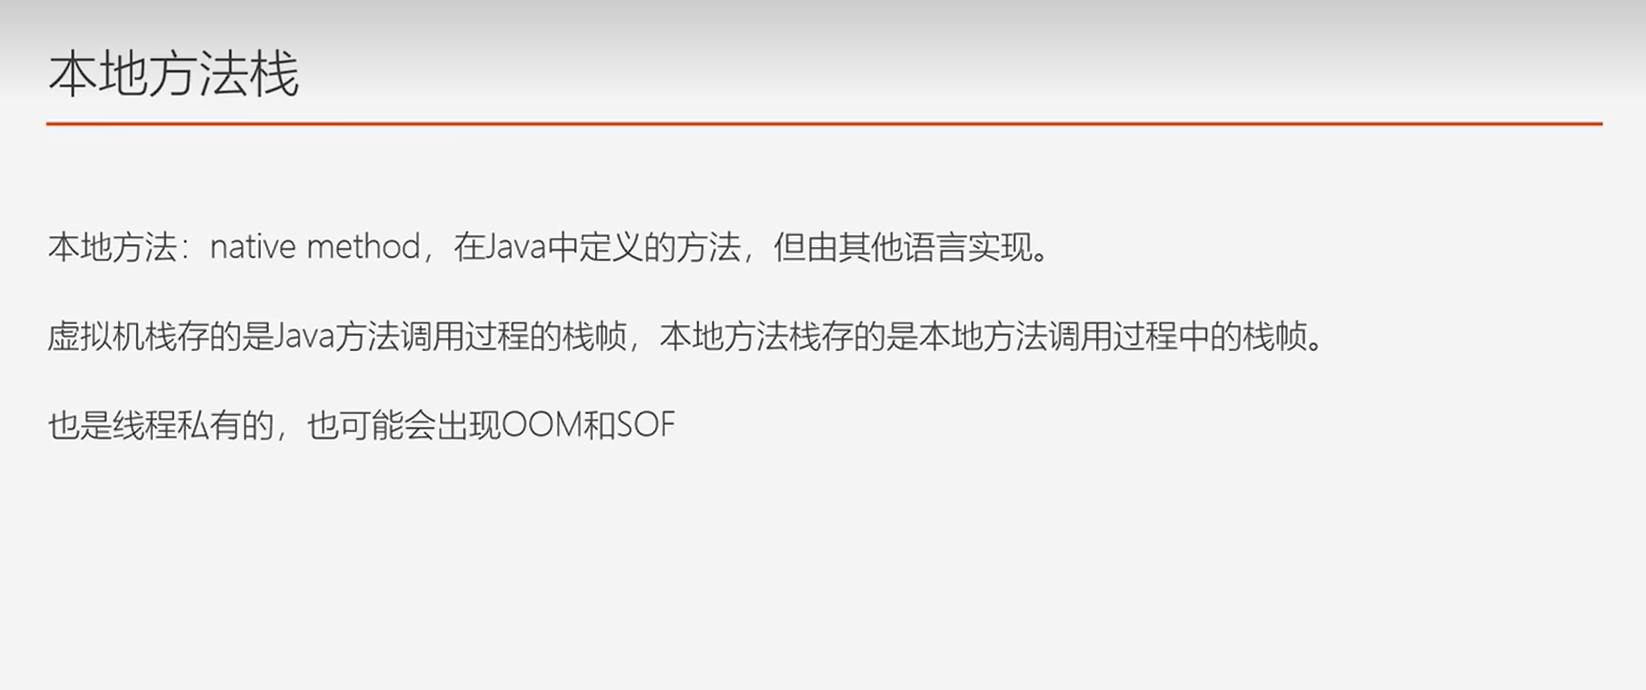 本地方法栈
本地方法：native method，在Java中定义的方法，但由其他语言实现。
虚拟机栈存的是Java方法调用过程的栈帧，本地方法栈存的是本地方法调用过程中的栈帧。
也是线程私有的，也可能会出现OOM和SOF